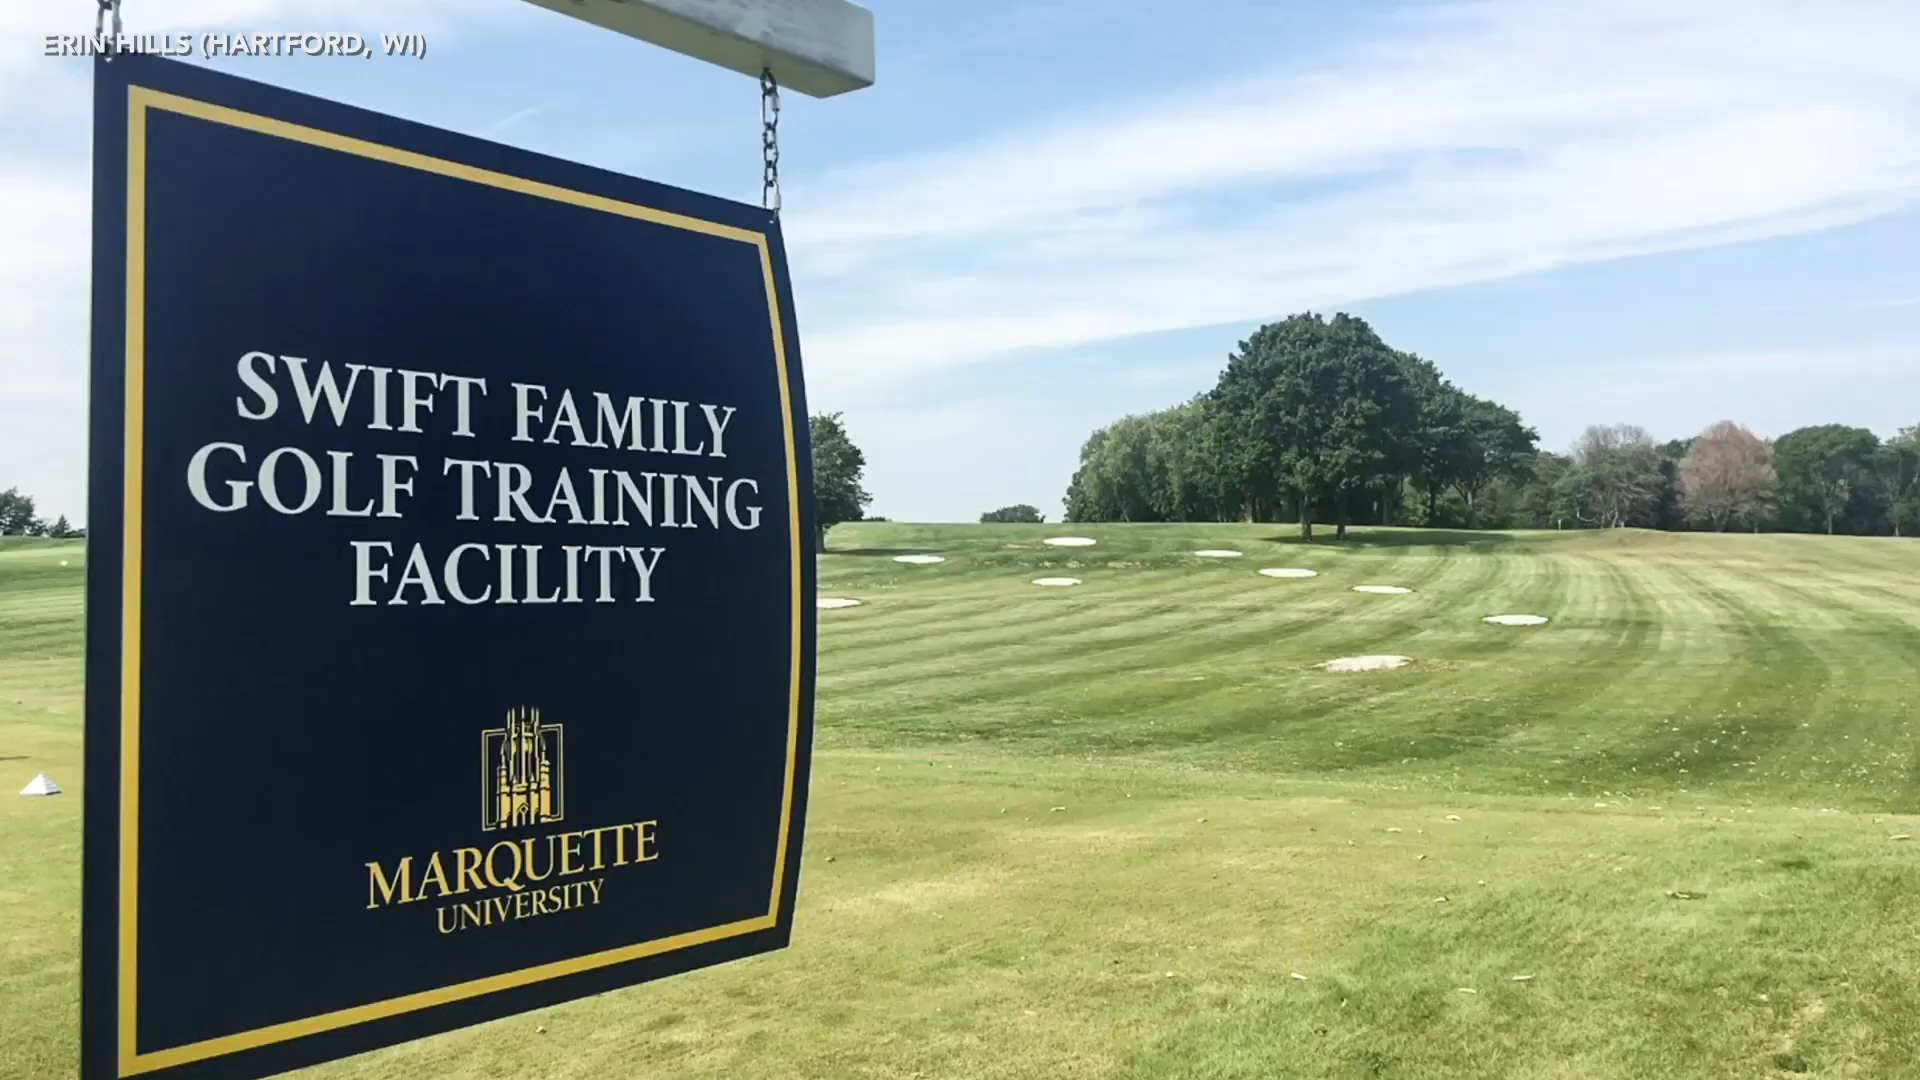 ERIN HILLS (HARTFORD, WI)
SWIFT FAMILY
GOLF TRAINING
FACILITY
MARQUETTE
UNIVERSITY